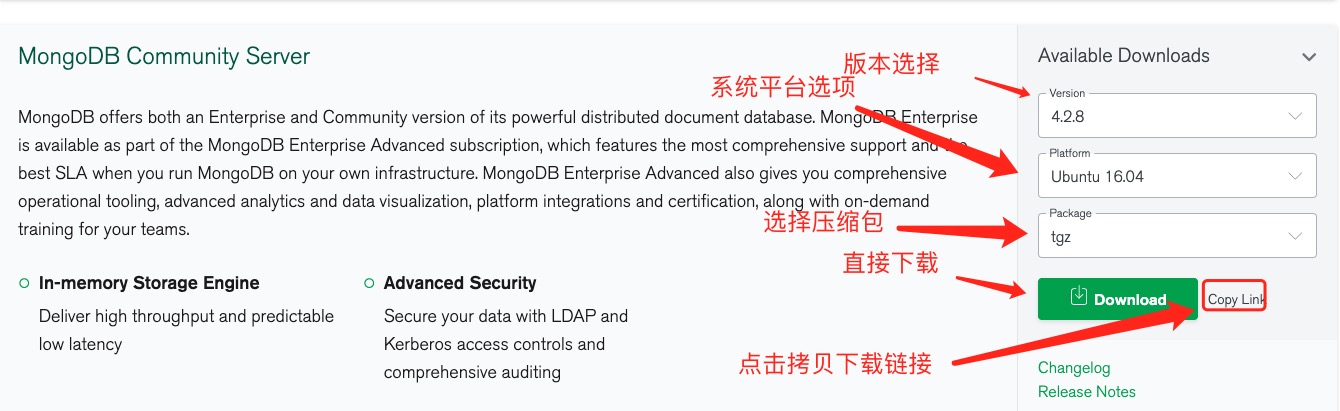 MongoDB Community Server
MongoDB offers both an Enterprise and Community version of its powerful distributed document database. MongoDB Enterprise
is available as part of the MongoDB Enterprise Advanced subscription, which features the most comprehensive support and the
best SLA when you run MongoDB on your own infrastructure. MongoDB Enterprise Advanced also gives you comprehensive
operational tooling, advanced analytics and data visualization, platform integrations and certification, along with on-demand
training for your teams.
In-memory Storage Engine
Deliver high throughput and predictable
low latency
Advanced Security
Secure your data with LDAP and
Kerberos access controls and
comprehensive auditing
版本选择
系统平台选项
选择压缩包
直接下载
点击拷贝下载链接
Available Downloads
Version
4.2.8
Platform
Ubuntu 16.04
Package
tgz
Download
Copy Link
Changelog
Release Notes